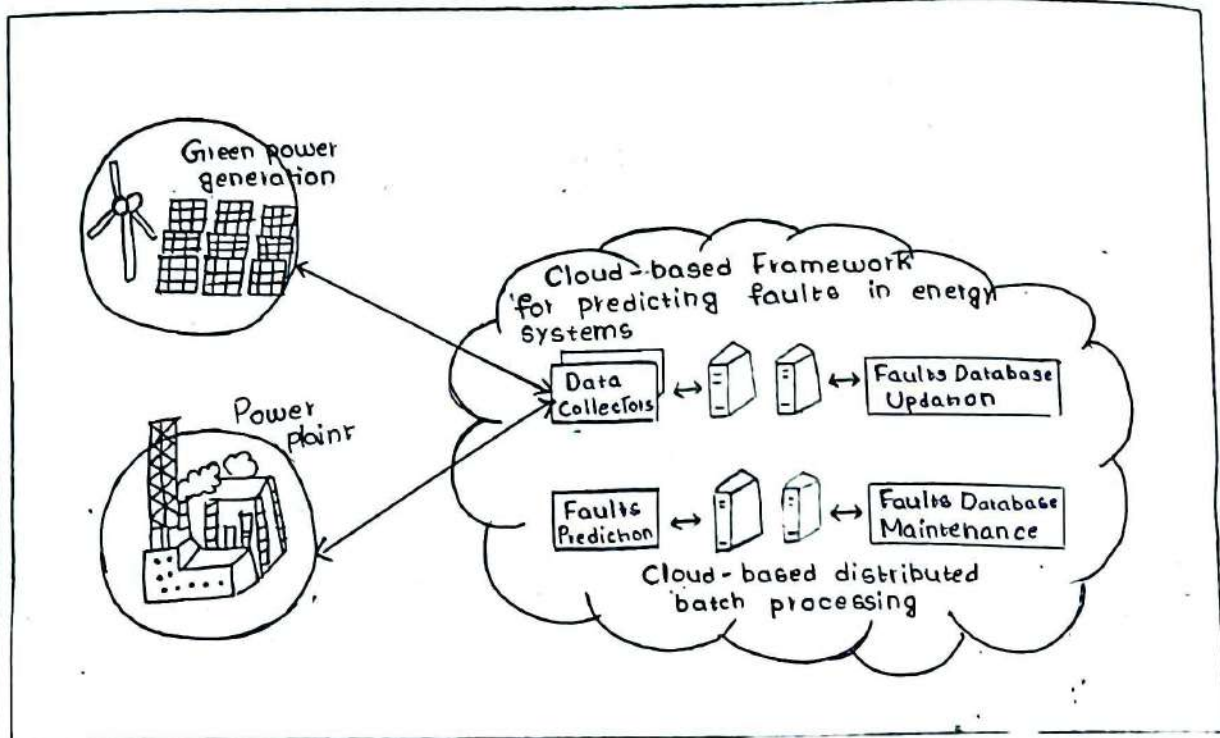 Green power
generation
Cloud-based Framework
for predicting faults in energy
systems
Data
Collectors
Faults Database
Updation
Power
plaint
Faults
Prediction
Faults Database
Maintenance
Cloud-based distributed
batch processing